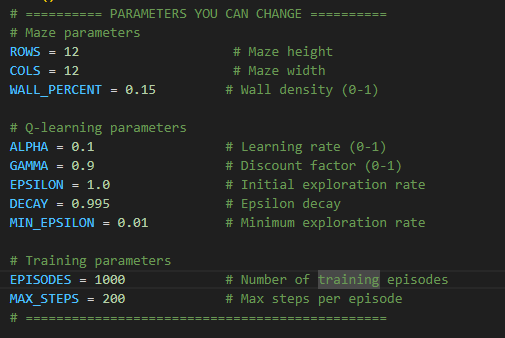 # ========== PARAMETERS YOU CAN CHANGE ==========
# Maze parameters
ROWS = 12 # Maze height
COLS = 12 # Maze width
WALL_PERCENT = 0.15 # Wall density (0-1)
# Q-learning parameters
ALPHA = 0.1 # Learning rate (0-1)
GAMMA = 0.9 # Discount factor (0-1)
EPSILON = 1.0 # Initial exploration rate
DECAY = 0.995 # Epsilon decay
MIN_EPSILON = 0.01 # Minimum exploration rate
# Training parameters
EPISODES = 1000 # Number of training episodes
MAX_STEPS = 200 # Max steps per episode
# ===============================================